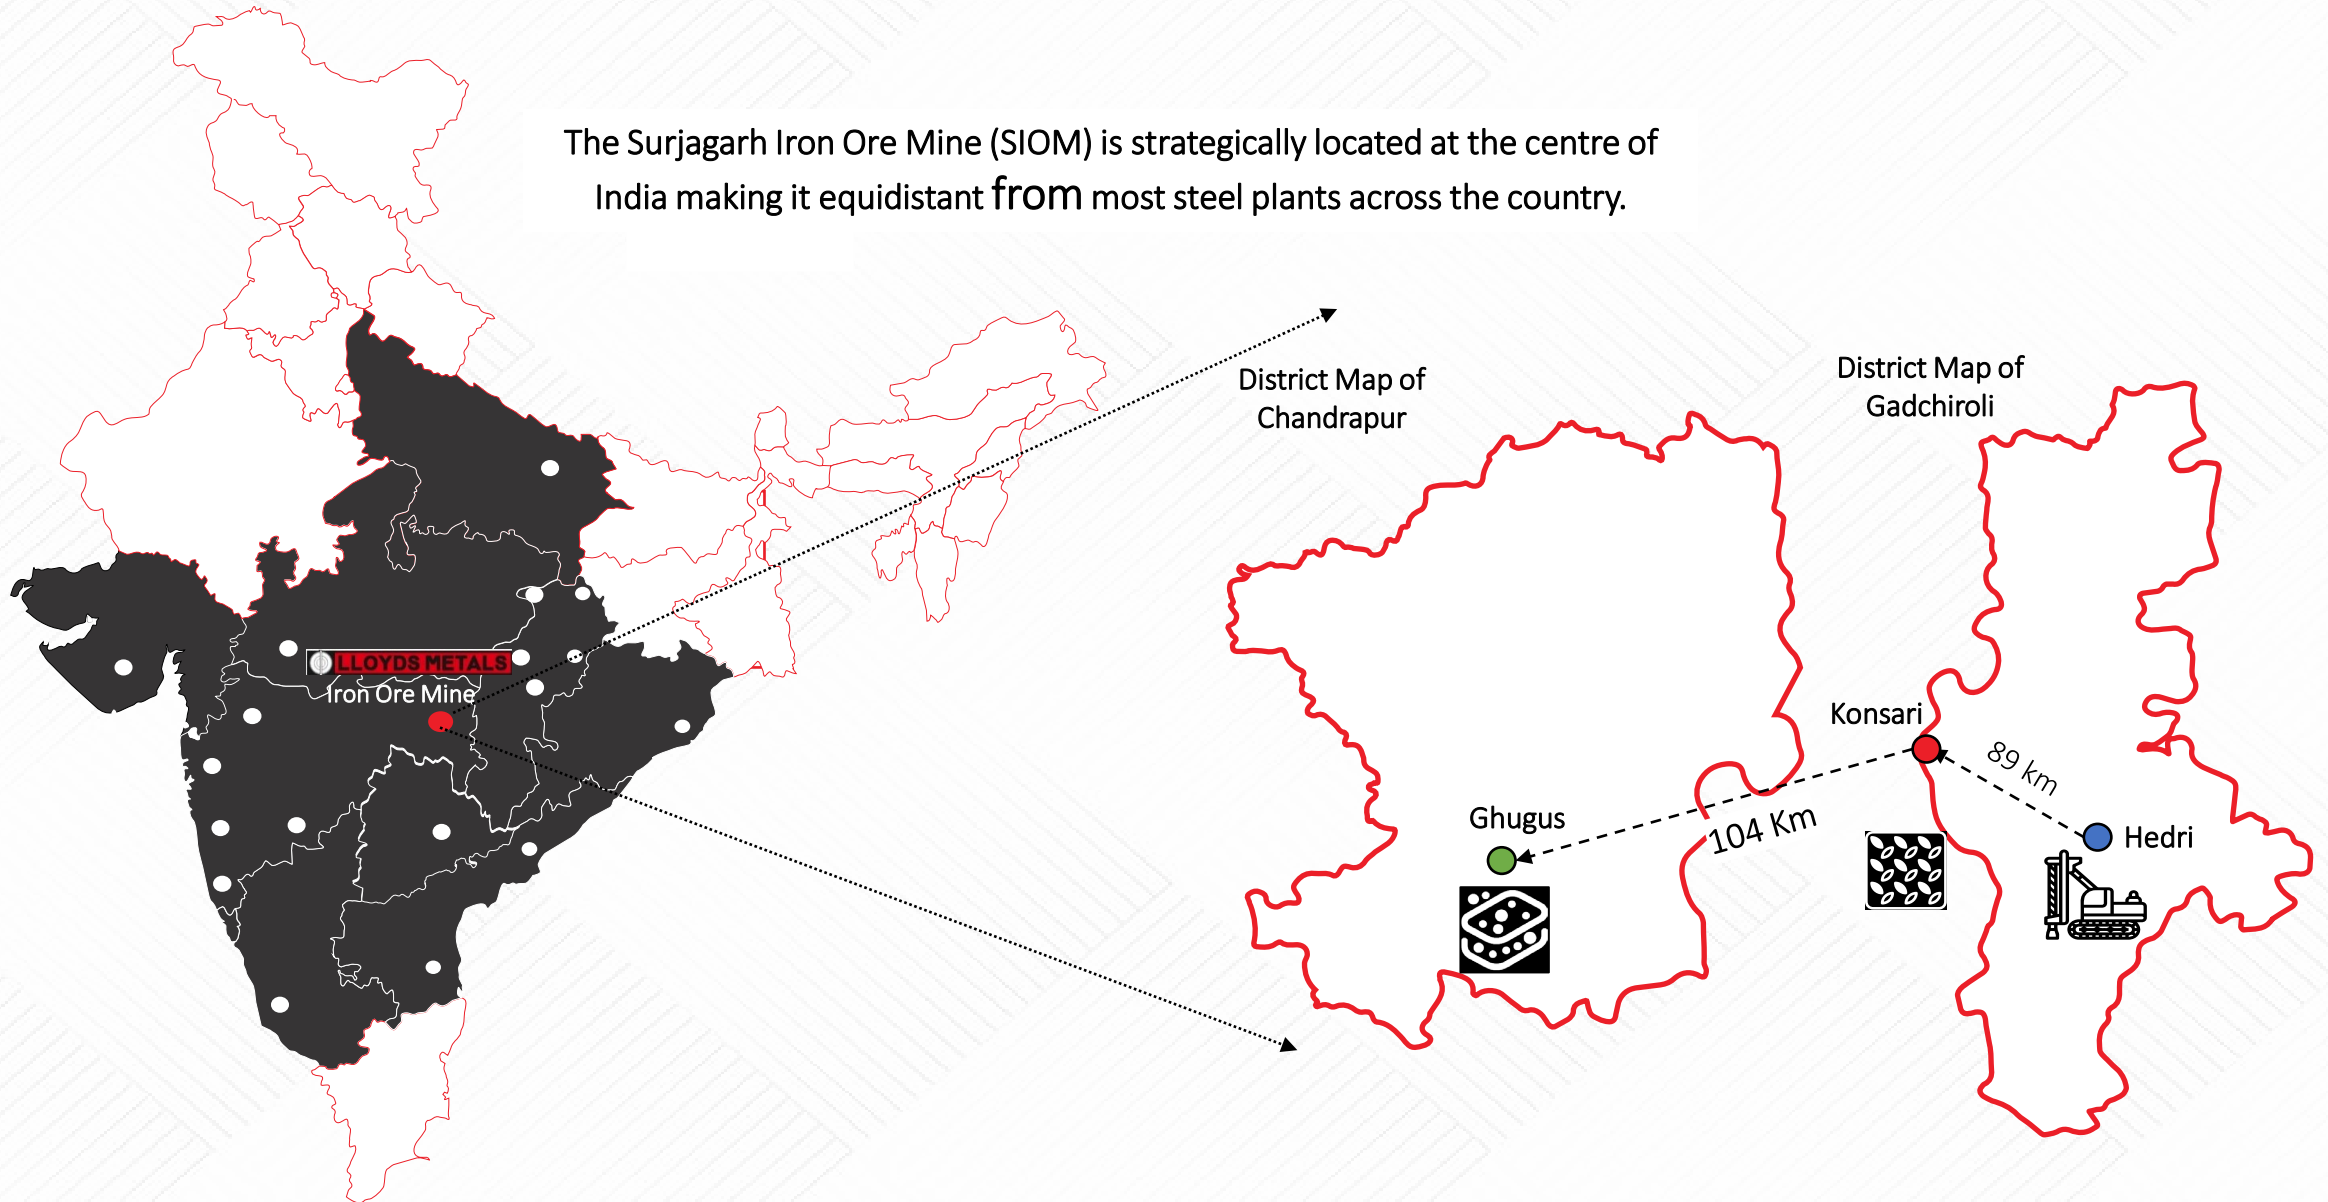 The Surjagarh Iron Ore Mine (SIOM) is strategically located at the centre of
India making it equidistant from most steel plants across the country.
District Map of
Chandrapur
District Map of
Gadchiroli
LLOYDS METALS
Iron Ore Mine
Konsari
89 km
Ghugus
104 Km
Hedri